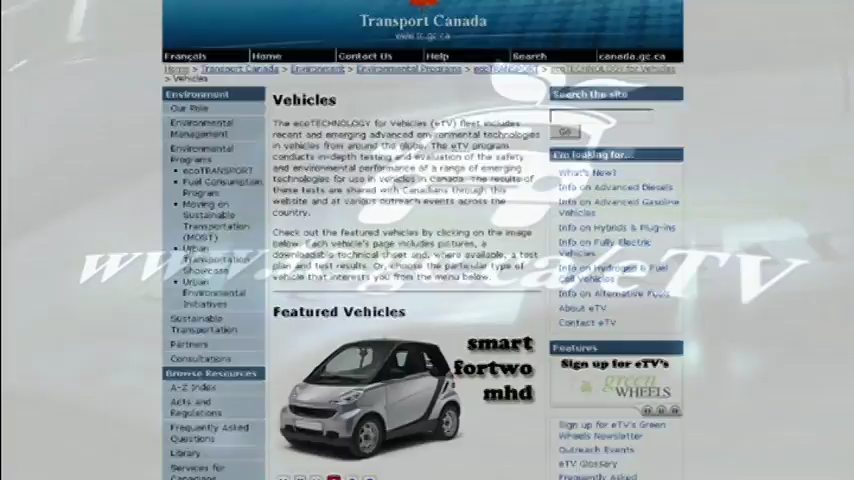 Transport Canada
www.tc.gc.ca
Français
Home
Contact Us
Help
Search
canada.gc.ca
Home > Transport Canada > Environment > Environmental Programs > ecoTRANSPORT > ecoTECHNOLOGY for Vehicles
> Vehicles
Environment
Our Role
Environmental
Management
Environmental
Programs
ecoTRANSPORT
Fuel Consumption
Program
Moving on
Sustainable
Transportation
(MOST)
Urban
Transportation
Showcase
Urban
Environmental
Initiatives
Sustainable
Transportation
Partners
Consultations
Browse Resources
A-Z Index
Acts and
Regulations
Frequently Asked
Questions
Library
Services for
Canadians
Vehicles
The ecoTECHNOLOGY for Vehicles (eTV) fleet includes
recent and emerging advanced environmental technologies
in vehicles from around the globe. The eTV program
conducts in-depth testing and evaluation of the safety
and environmental performance of a range of emerging
technologies for use in vehicles in Canada. The results of
these tests are shared with Canadians through this
website and at various outreach events across the
country.
Check out the featured vehicles by clicking on the image
below. Each vehicle's page includes pictures, a
downloadable technical sheet and, where available, a test
plan and test results. Or, choose the particular type of
vehicle that interests you from the menu below.
Featured Vehicles
smart
fortwo
mhd
Search the site
Go
I'm looking for...
What's New?
Info on Advanced Diesels
Info on Advanced Gasoline
Vehicles
Info on Hybrids & Plug-ins
Info on Fully Electric
Vehicles
Info on Hydrogen & Fuel
Cell vehicles
Info on Alternative Fuels
About eTV
Contact eTV
Features
Sign up for eTV's
green
WHEELS
Sign up for eTV's Green
Wheels Newsletter
Outreach Events
eTV Glossary
Frequently Asked